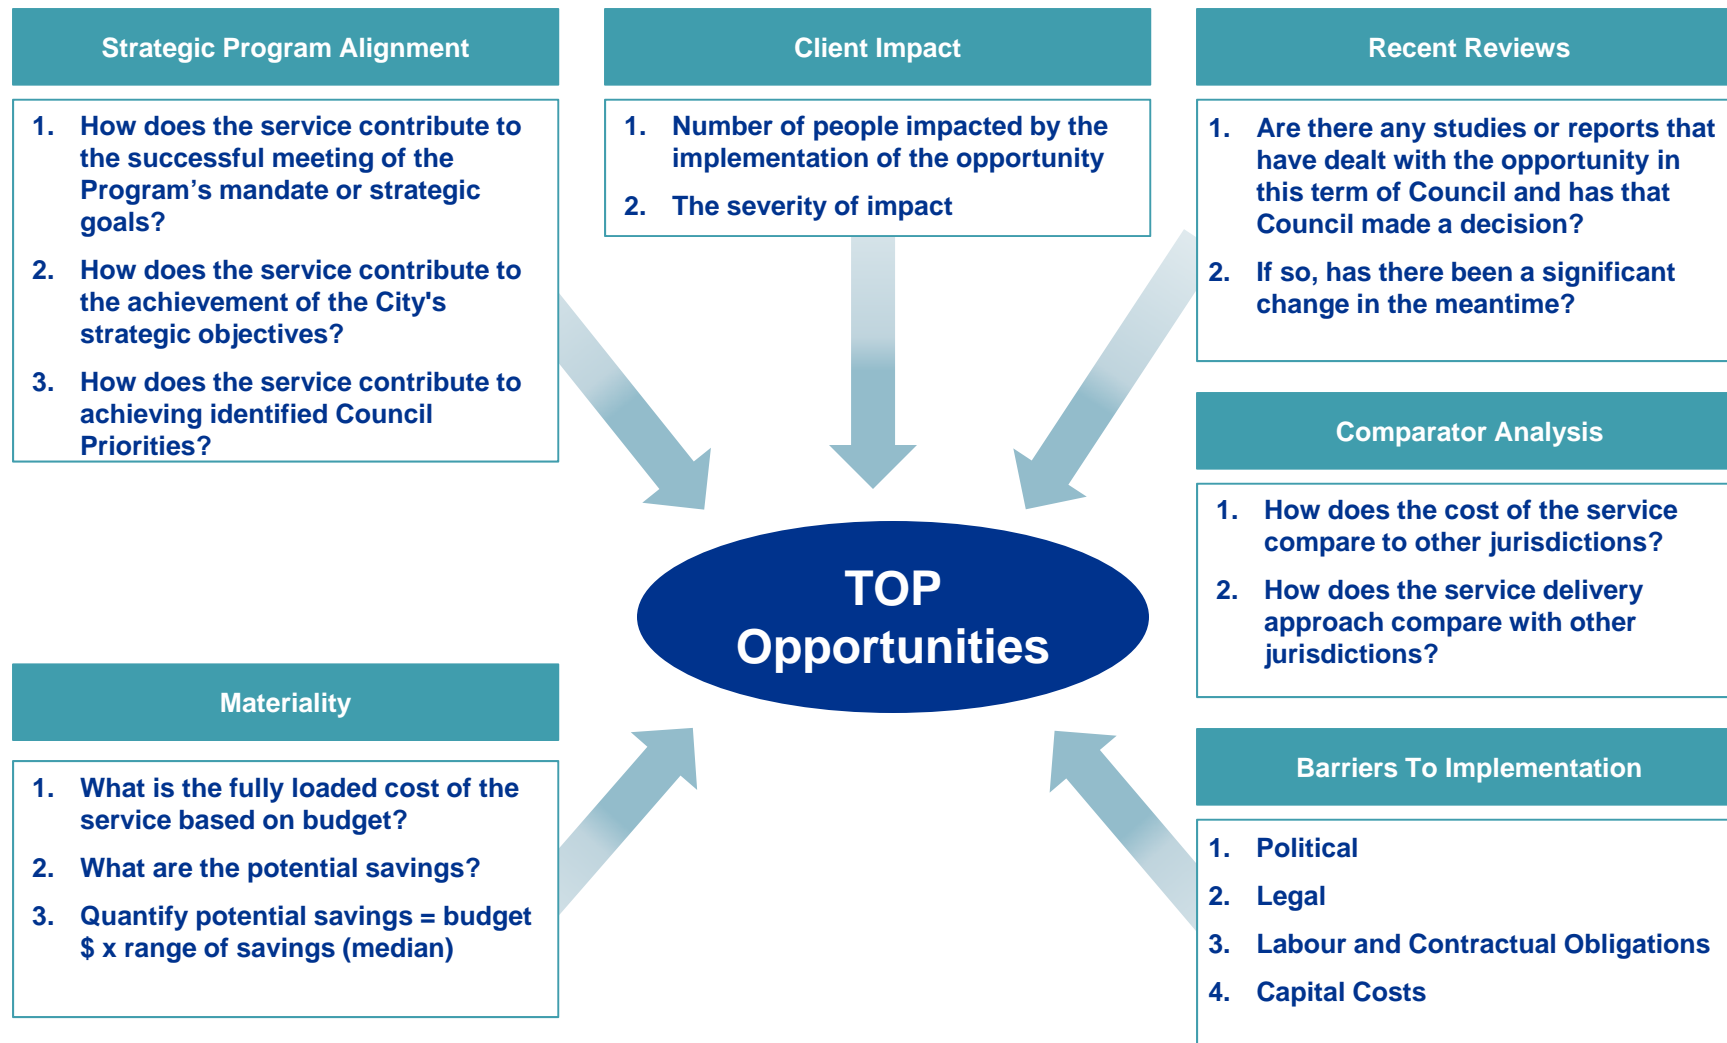 Strategic Program Alignment
1. How does the service contribute to
the successful meeting of the
Program’s mandate or strategic
goals?
2. How does the service contribute to
the achievement of the City's
strategic objectives?
3. How does the service contribute to
achieving identified Council
Priorities?
Client Impact
1. Number of people impacted by the
implementation of the opportunity
2. The severity of impact
Recent Reviews
1. Are there any studies or reports that
have dealt with the opportunity in
this term of Council and has that
Council made a decision?
2. If so, has there been a significant
change in the meantime?
Comparator Analysis
1. How does the cost of the service
compare to other jurisdictions?
2. How does the service delivery
approach compare with other
jurisdictions?
TOP
Opportunities
Materiality
1. What is the fully loaded cost of the
service based on budget?
2. What are the potential savings?
3. Quantify potential savings = budget
$ x range of savings (median)
Barriers To Implementation
1. Political
2. Legal
3. Labour and Contractual Obligations
4. Capital Costs